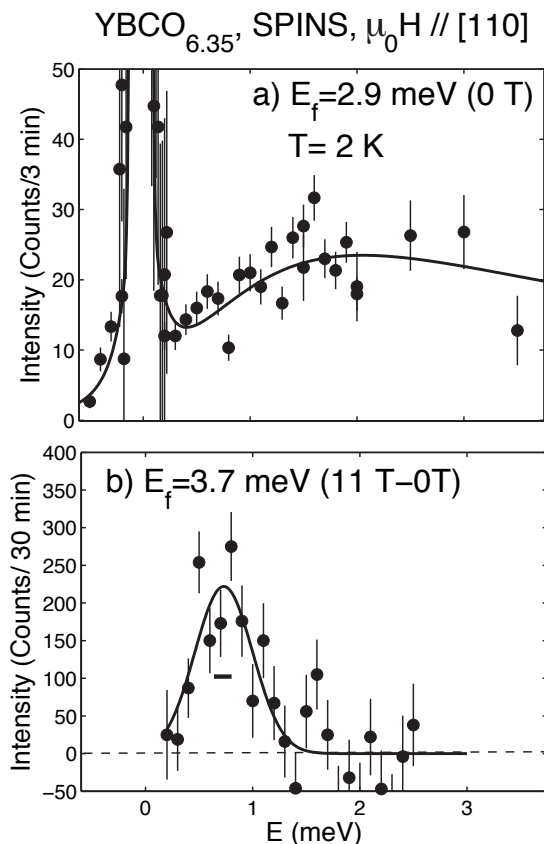 YBCO6.35, SPINS, μ0H // [110]
a) Ef=2.9 meV (0 T)
T= 2 K
Intensity (Counts/3 min)
50
40
30
20
10
0
b) Ef=3.7 meV (11 T−0T)
Intensity (Counts/ 30 min)
400
350
300
250
200
150
100
50
0
−50
0 1 2 3
E (meV)